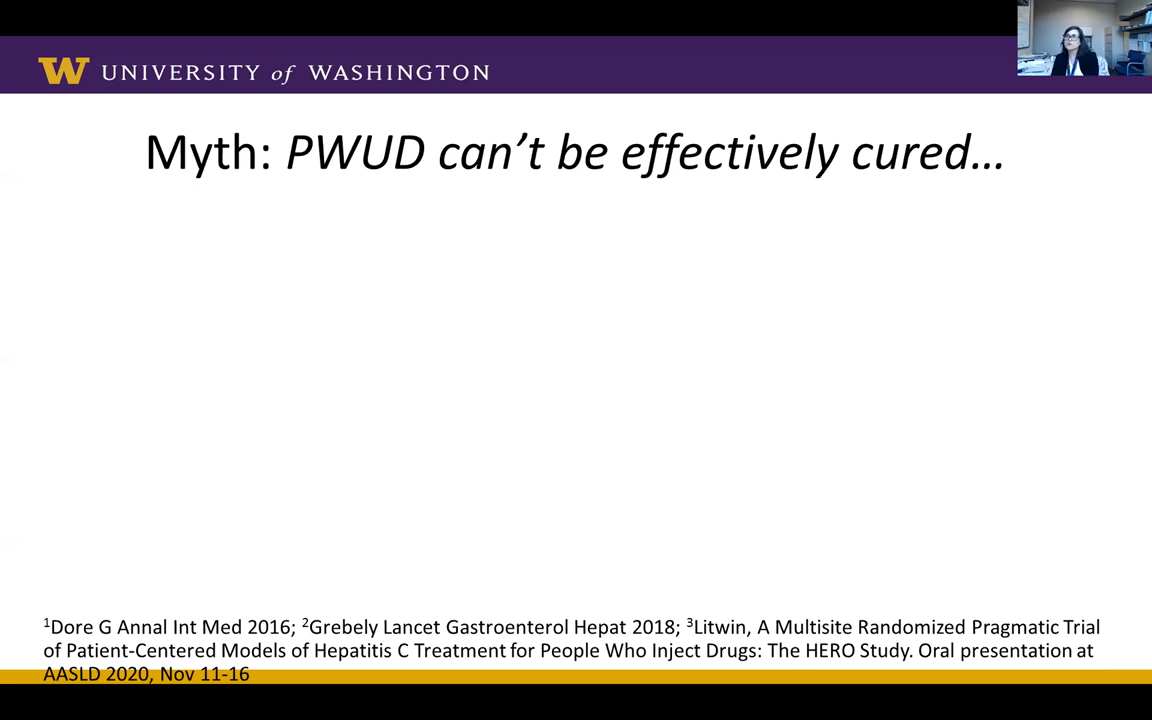 W UNIVERSITY of WASHINGTON
Myth: PWUD can’t be effectively cured…
¹Dore G Annal Int Med 2016; ²Grebely Lancet Gastroenterol Hepat 2018; ³Litwin, A Multisite Randomized Pragmatic Trial
of Patient-Centered Models of Hepatitis C Treatment for People Who Inject Drugs: The HERO Study. Oral presentation at
AASLD 2020, Nov 11-16